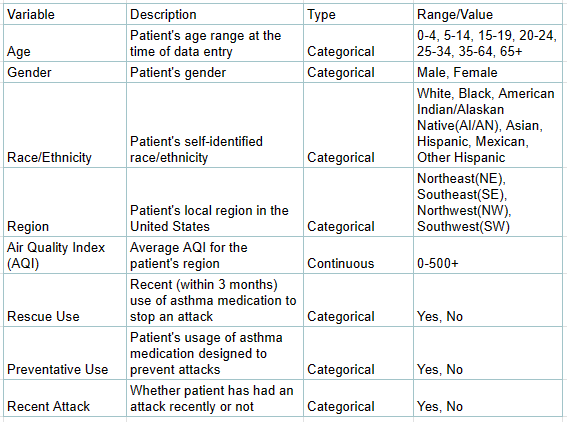 Variable Description Type Range/Value
Age
Patient's age range at the
time of data entry
Categorical
0-4, 5-14, 15-19, 20-24,
25-34, 35-64, 65+
Gender Patient's gender Categorical Male, Female
Race/Ethnicity
Patient's self-identified
race/ethnicity
Categorical
White, Black, American
Indian/Alaskan
Native(AI/AN), Asian,
Hispanic, Mexican,
Other Hispanic
Region
Patient's local region in the
United States
Categorical
Northeast(NE),
Southeast(SE),
Northwest(NW),
Southwest(SW)
Air Quality Index
(AQI)
Average AQI for the
patient's region
Continuous
0-500+
Rescue Use
Recent (within 3 months)
use of asthma medication to
stop an attack
Categorical
Yes, No
Preventative Use
Patient's usage of asthma
medication designed to
prevent attacks
Categorical
Yes, No
Recent Attack
Whether patient has had an
attack recently or not
Categorical
Yes, No